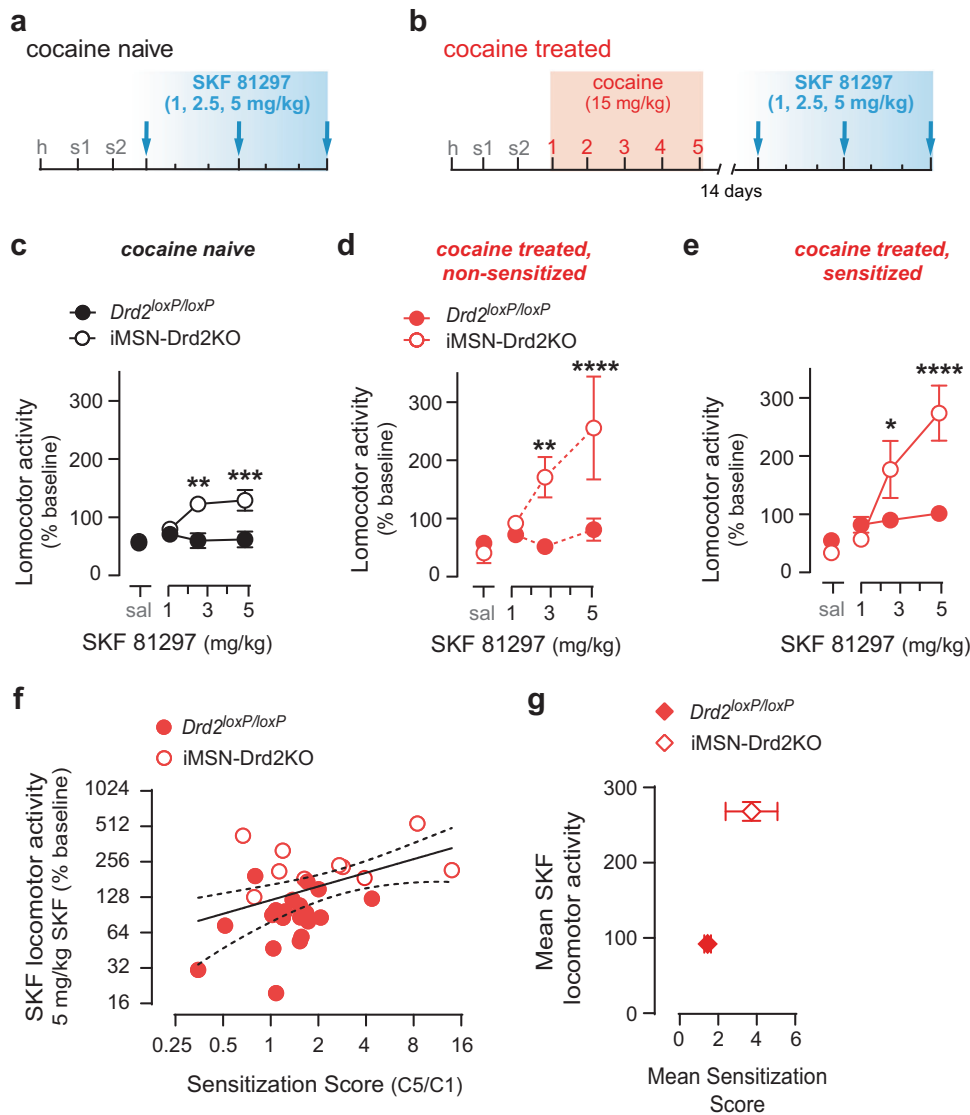 a
cocaine naive
SKF 81297
(1, 2.5, 5 mg/kg)
h s1 s2
b
cocaine treated
cocaine
(15 mg/kg)
SKF 81297
(1, 2.5, 5 mg/kg)
h s1 s2 1 2 3 4 5
14 days
c
cocaine naive
Drd2loxP/loxP
iMSN-Drd2KO
Lomocotor activity
(% baseline)
300
200
100
0
** ***
sal 1 3 5
SKF 81297 (mg/kg)
d
cocaine treated,
non-sensitized
Drd2loxP/loxP
iMSN-Drd2KO
Lomocotor activity
(% baseline)
300
200
100
0
** ****
sal 1 3 5
SKF 81297 (mg/kg)
e
cocaine treated,
sensitized
Lomocotor activity
(% baseline)
300
200
100
0
* ****
sal 1 3 5
SKF 81297 (mg/kg)
f
Drd2loxP/loxP
iMSN-Drd2KO
SKF locomotor activity
5 mg/kg SKF (% baseline)
1024
512
256
128
64
32
16
0.25 0.5 1 2 4 8 16
Sensitization Score (C5/C1)
g
Drd2loxP/loxP
iMSN-Drd2KO
Mean SKF
locomotor activity
300
200
100
0
0 2 4 6
Mean Sensitization
Score